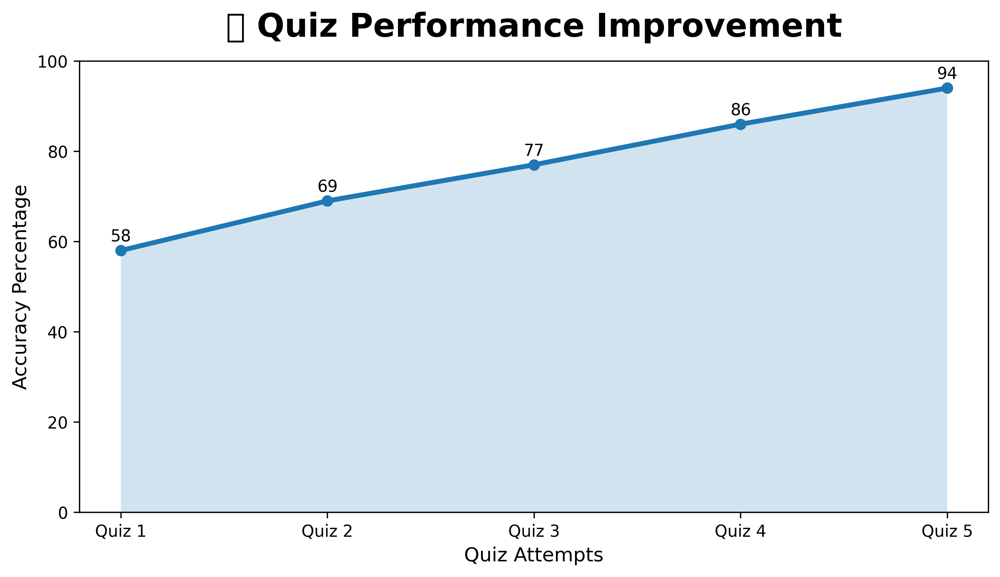 Quiz Performance Improvement
100
80
60
40
20
0
Accuracy Percentage
58
69
77
86
94
Quiz 1
Quiz 2
Quiz 3
Quiz 4
Quiz 5
Quiz Attempts